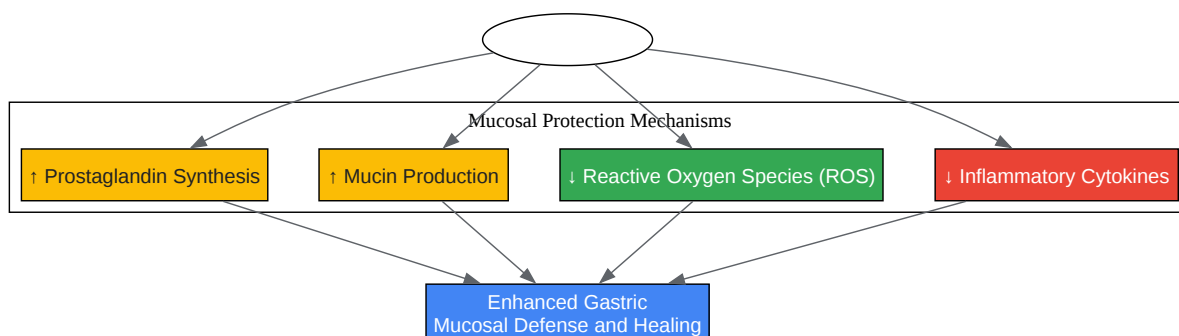 Mucosal Protection Mechanisms
↑ Prostaglandin Synthesis
↑ Mucin Production
↓ Reactive Oxygen Species (ROS)
↓ Inflammatory Cytokines
Enhanced Gastric
Mucosal Defense and Healing